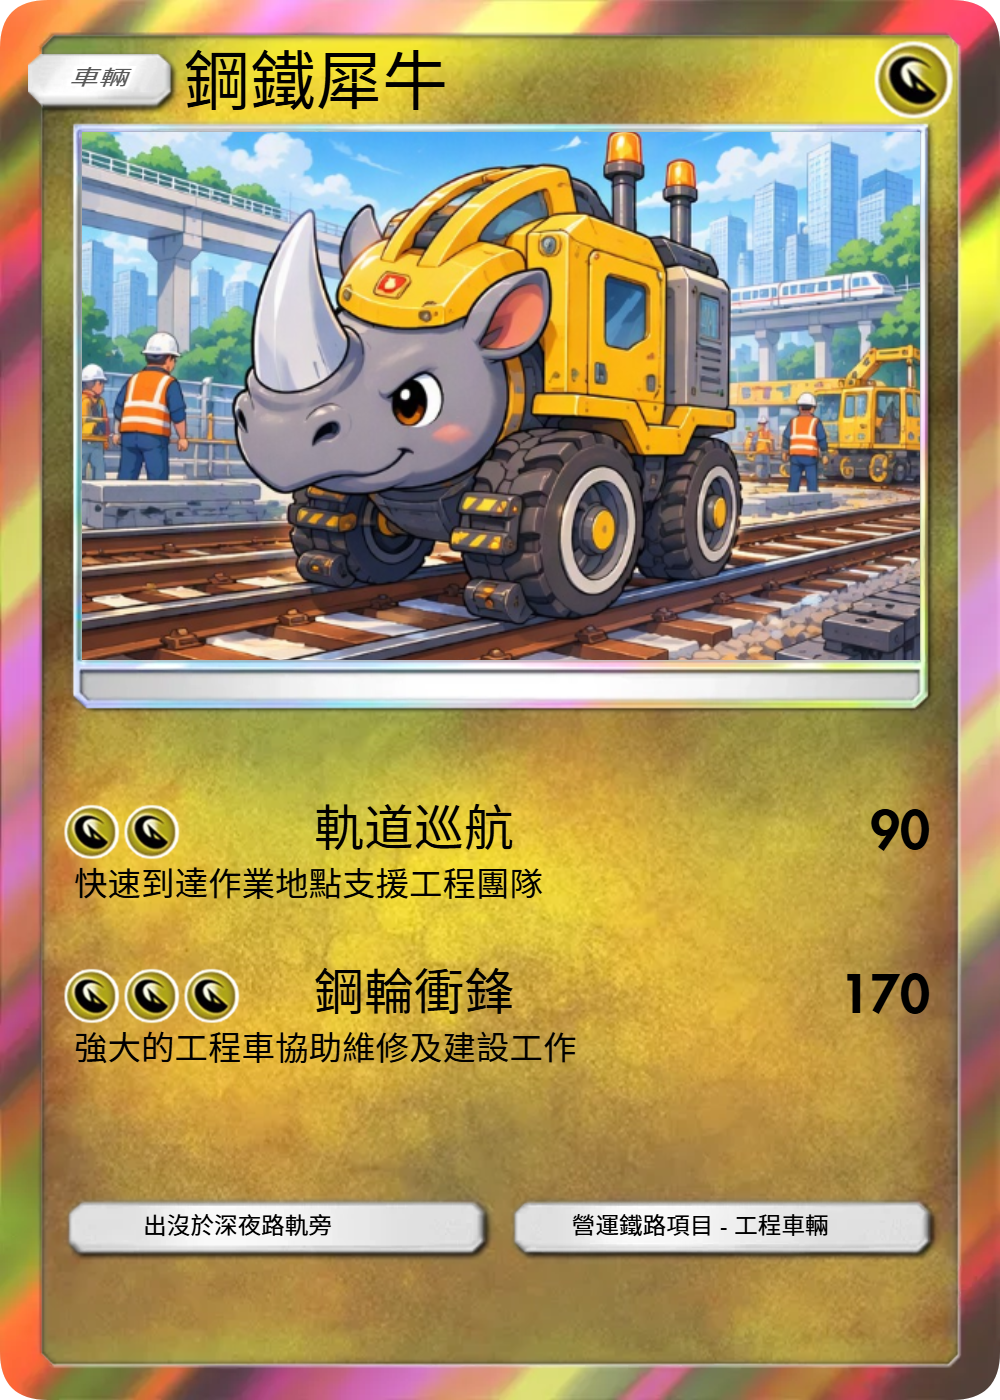 車輛
鋼鐵犀牛
軌道巡航 90
快速到達作業地點支援工程團隊
鋼輪衝鋒 170
強大的工程車協助維修及建設工作
出沒於深夜路軌旁
營運鐵路項目 - 工程車輛